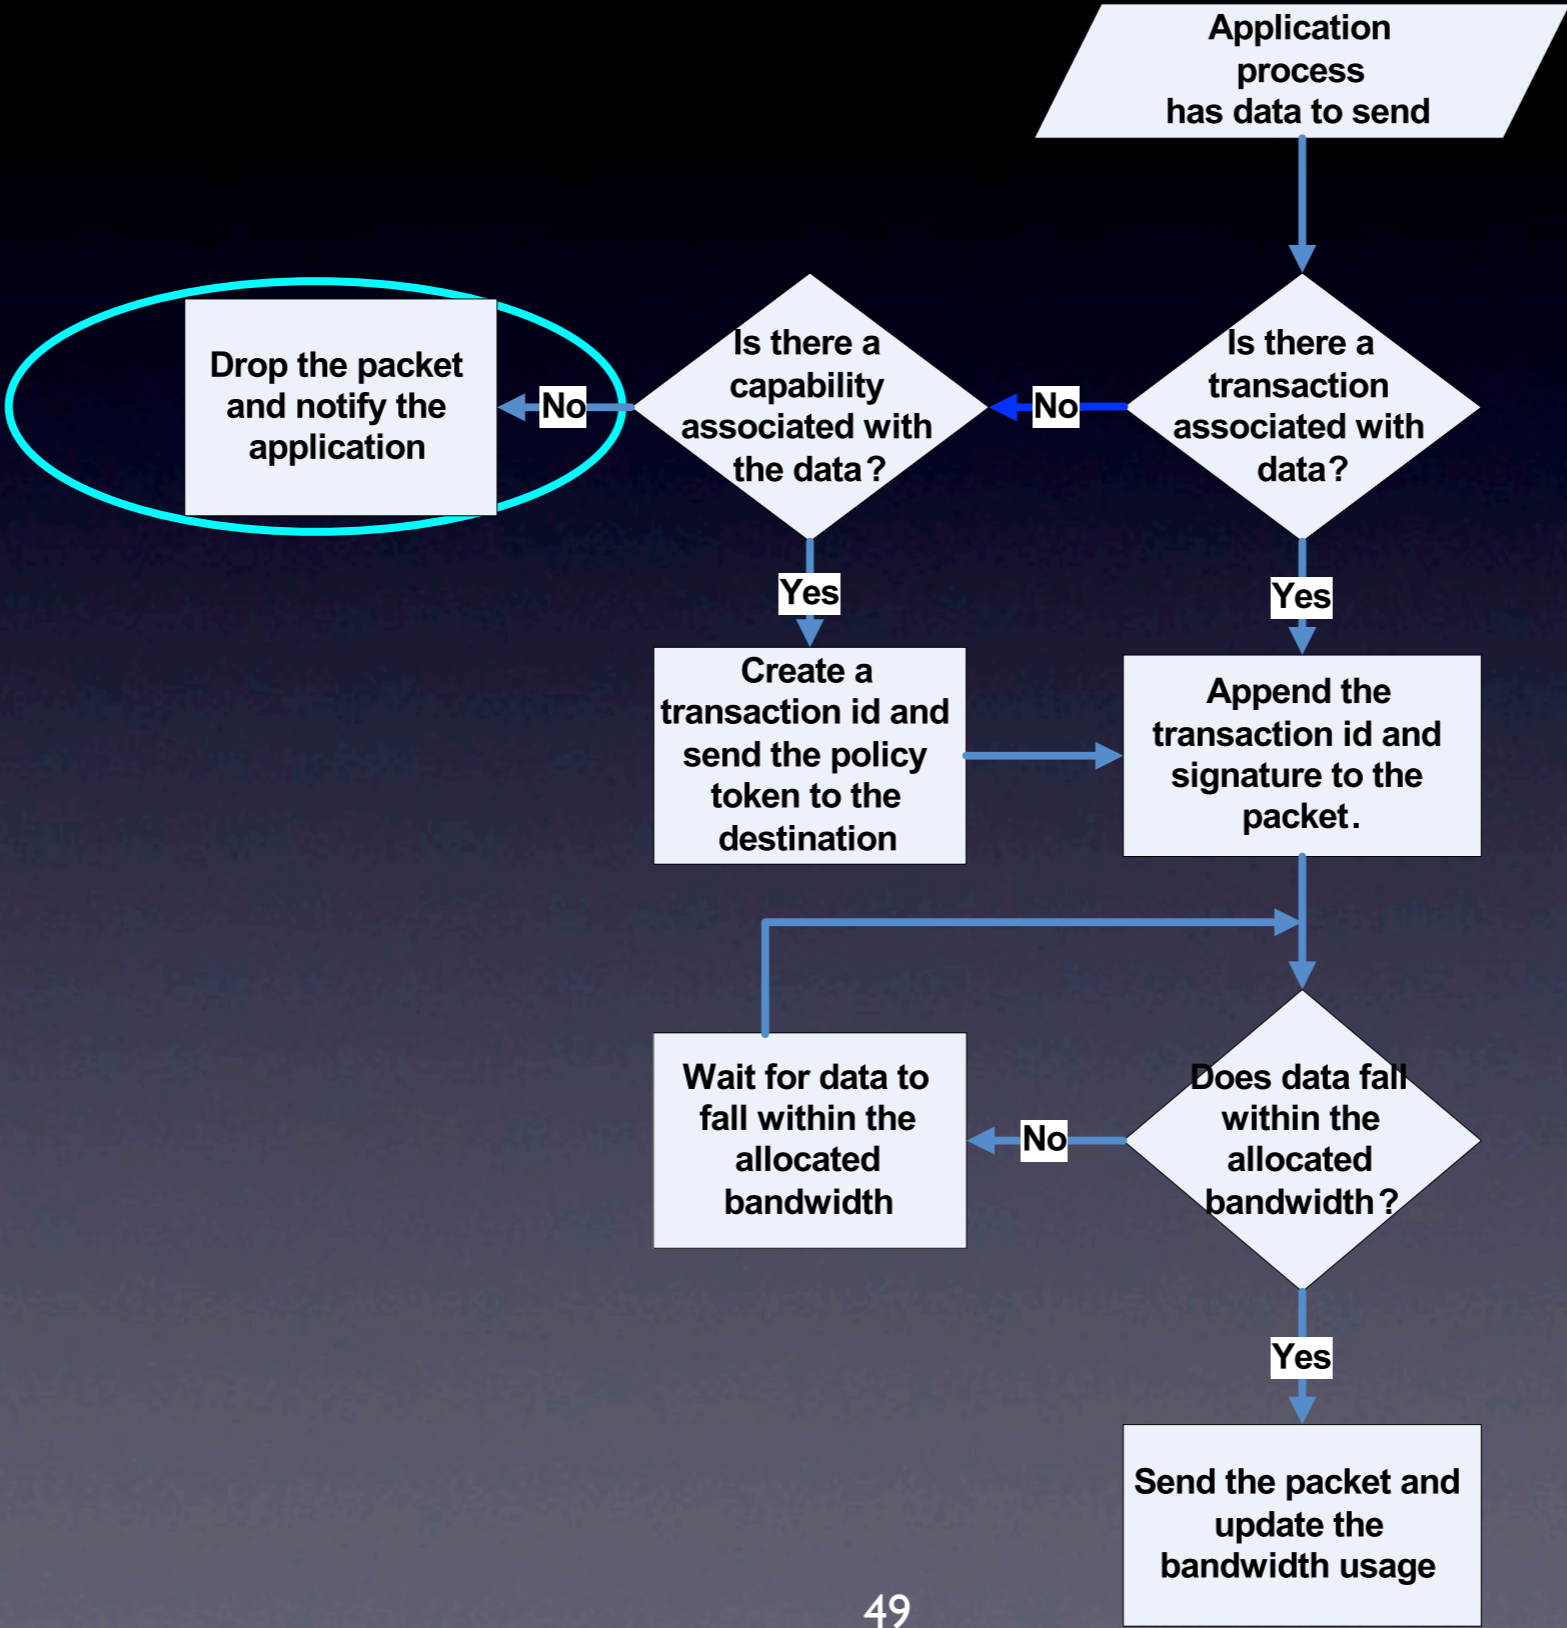 Application
process
has data to send
Is there a
transaction
associated with
data?
No
Is there a
capability
associated with
the data?
No
Drop the packet
and notify the
application
Yes
Yes
Create a
transaction id and
send the policy
token to the
destination
Append the
transaction id and
signature to the
packet.
Does data fall
within the
allocated
bandwidth?
No
Wait for data to
fall within the
allocated
bandwidth
Yes
Send the packet and
update the
bandwidth usage
49